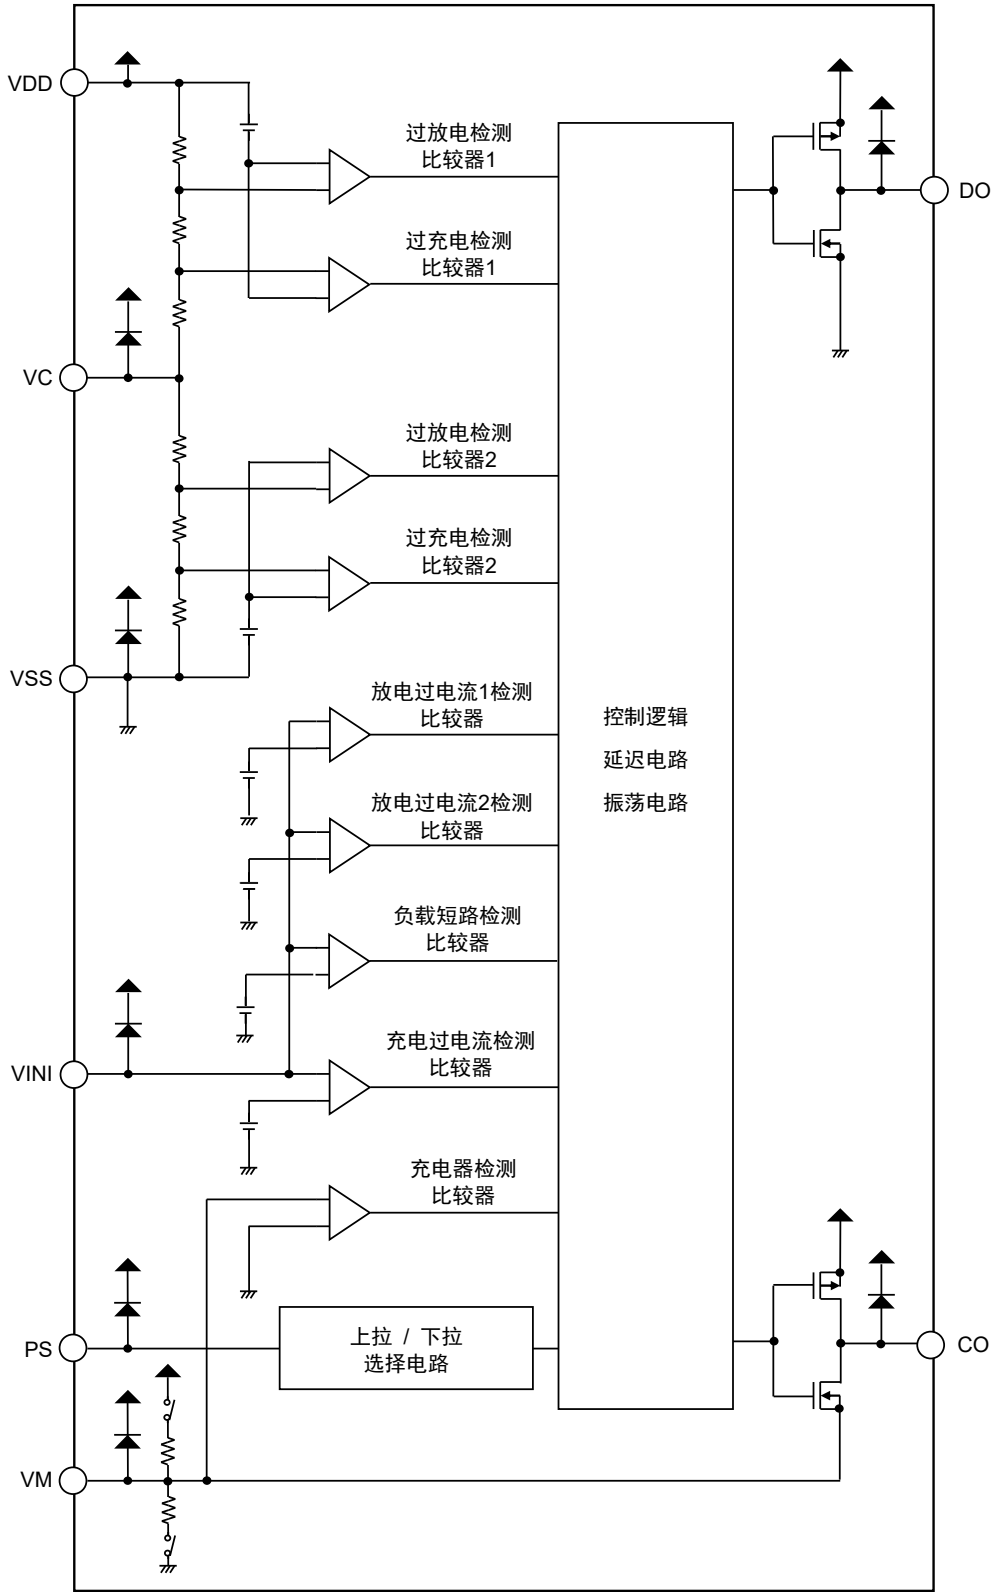 VDD
过放电检测
比较器1
DO
过充电检测
比较器1
VC
过放电检测
比较器2
过充电检测
比较器2
VSS
放电过电流1检测
比较器
控制逻辑
延迟电路
振荡电路
放电过电流2检测
比较器
负载短路检测
比较器
VINI
充电过电流检测
比较器
充电器检测
比较器
PS
上拉 / 下拉
选择电路
CO
VM